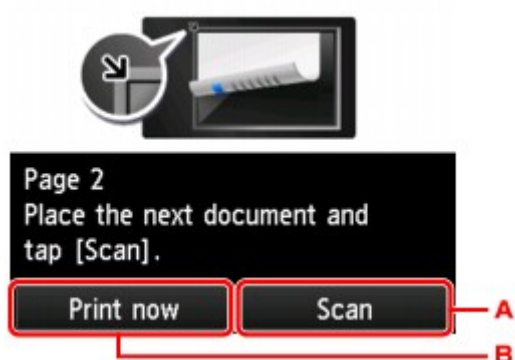 Page 2
Place the next document and
tap [Scan].
Print now
Scan
A
B